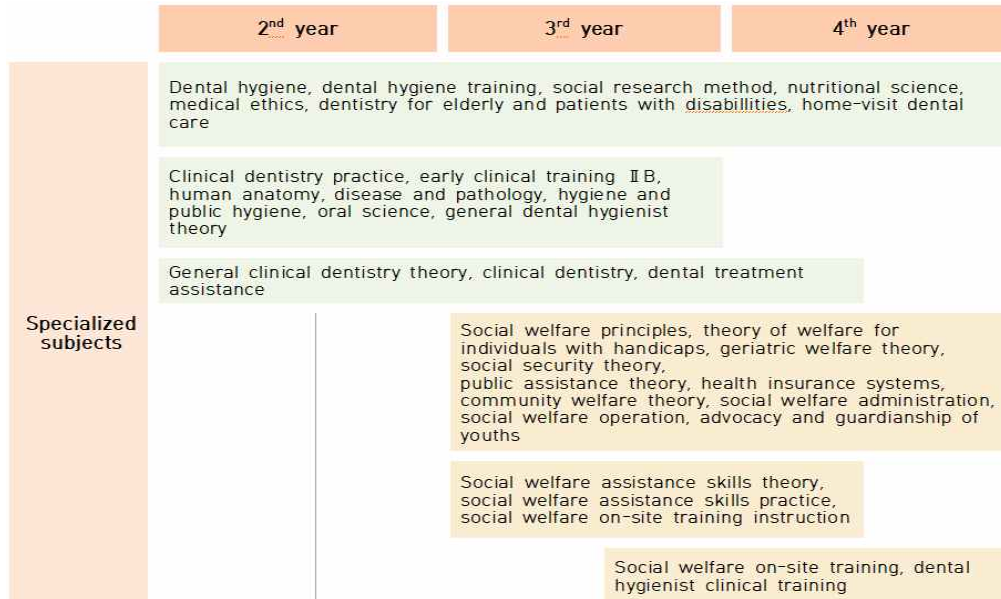 2nd year
3rd year
4th year
Dental hygiene, dental hygiene training, social research method, nutritional science,
medical ethics, dentistry for elderly and patients with disabillities, home-visit dental
care
Clinical dentistry practice, early clinical training ⅡB,
human anatomy, disease and pathology, hygiene and
public hygiene, oral science, general dental hygienist
theory
General clinical dentistry theory, clinical dentistry, dental treatment
assistance
Specialized
subjects
Social welfare principles, theory of welfare for
individuals with handicaps, geriatric welfare theory,
social security theory,
public assistance theory, health insurance systems,
community welfare theory, social welfare administration,
social welfare operation, advocacy and guardianship of
youths
Social welfare assistance skills theory,
social welfare assistance skills practice,
social welfare on-site training instruction
Social welfare on-site training, dental
hygienist clinical training